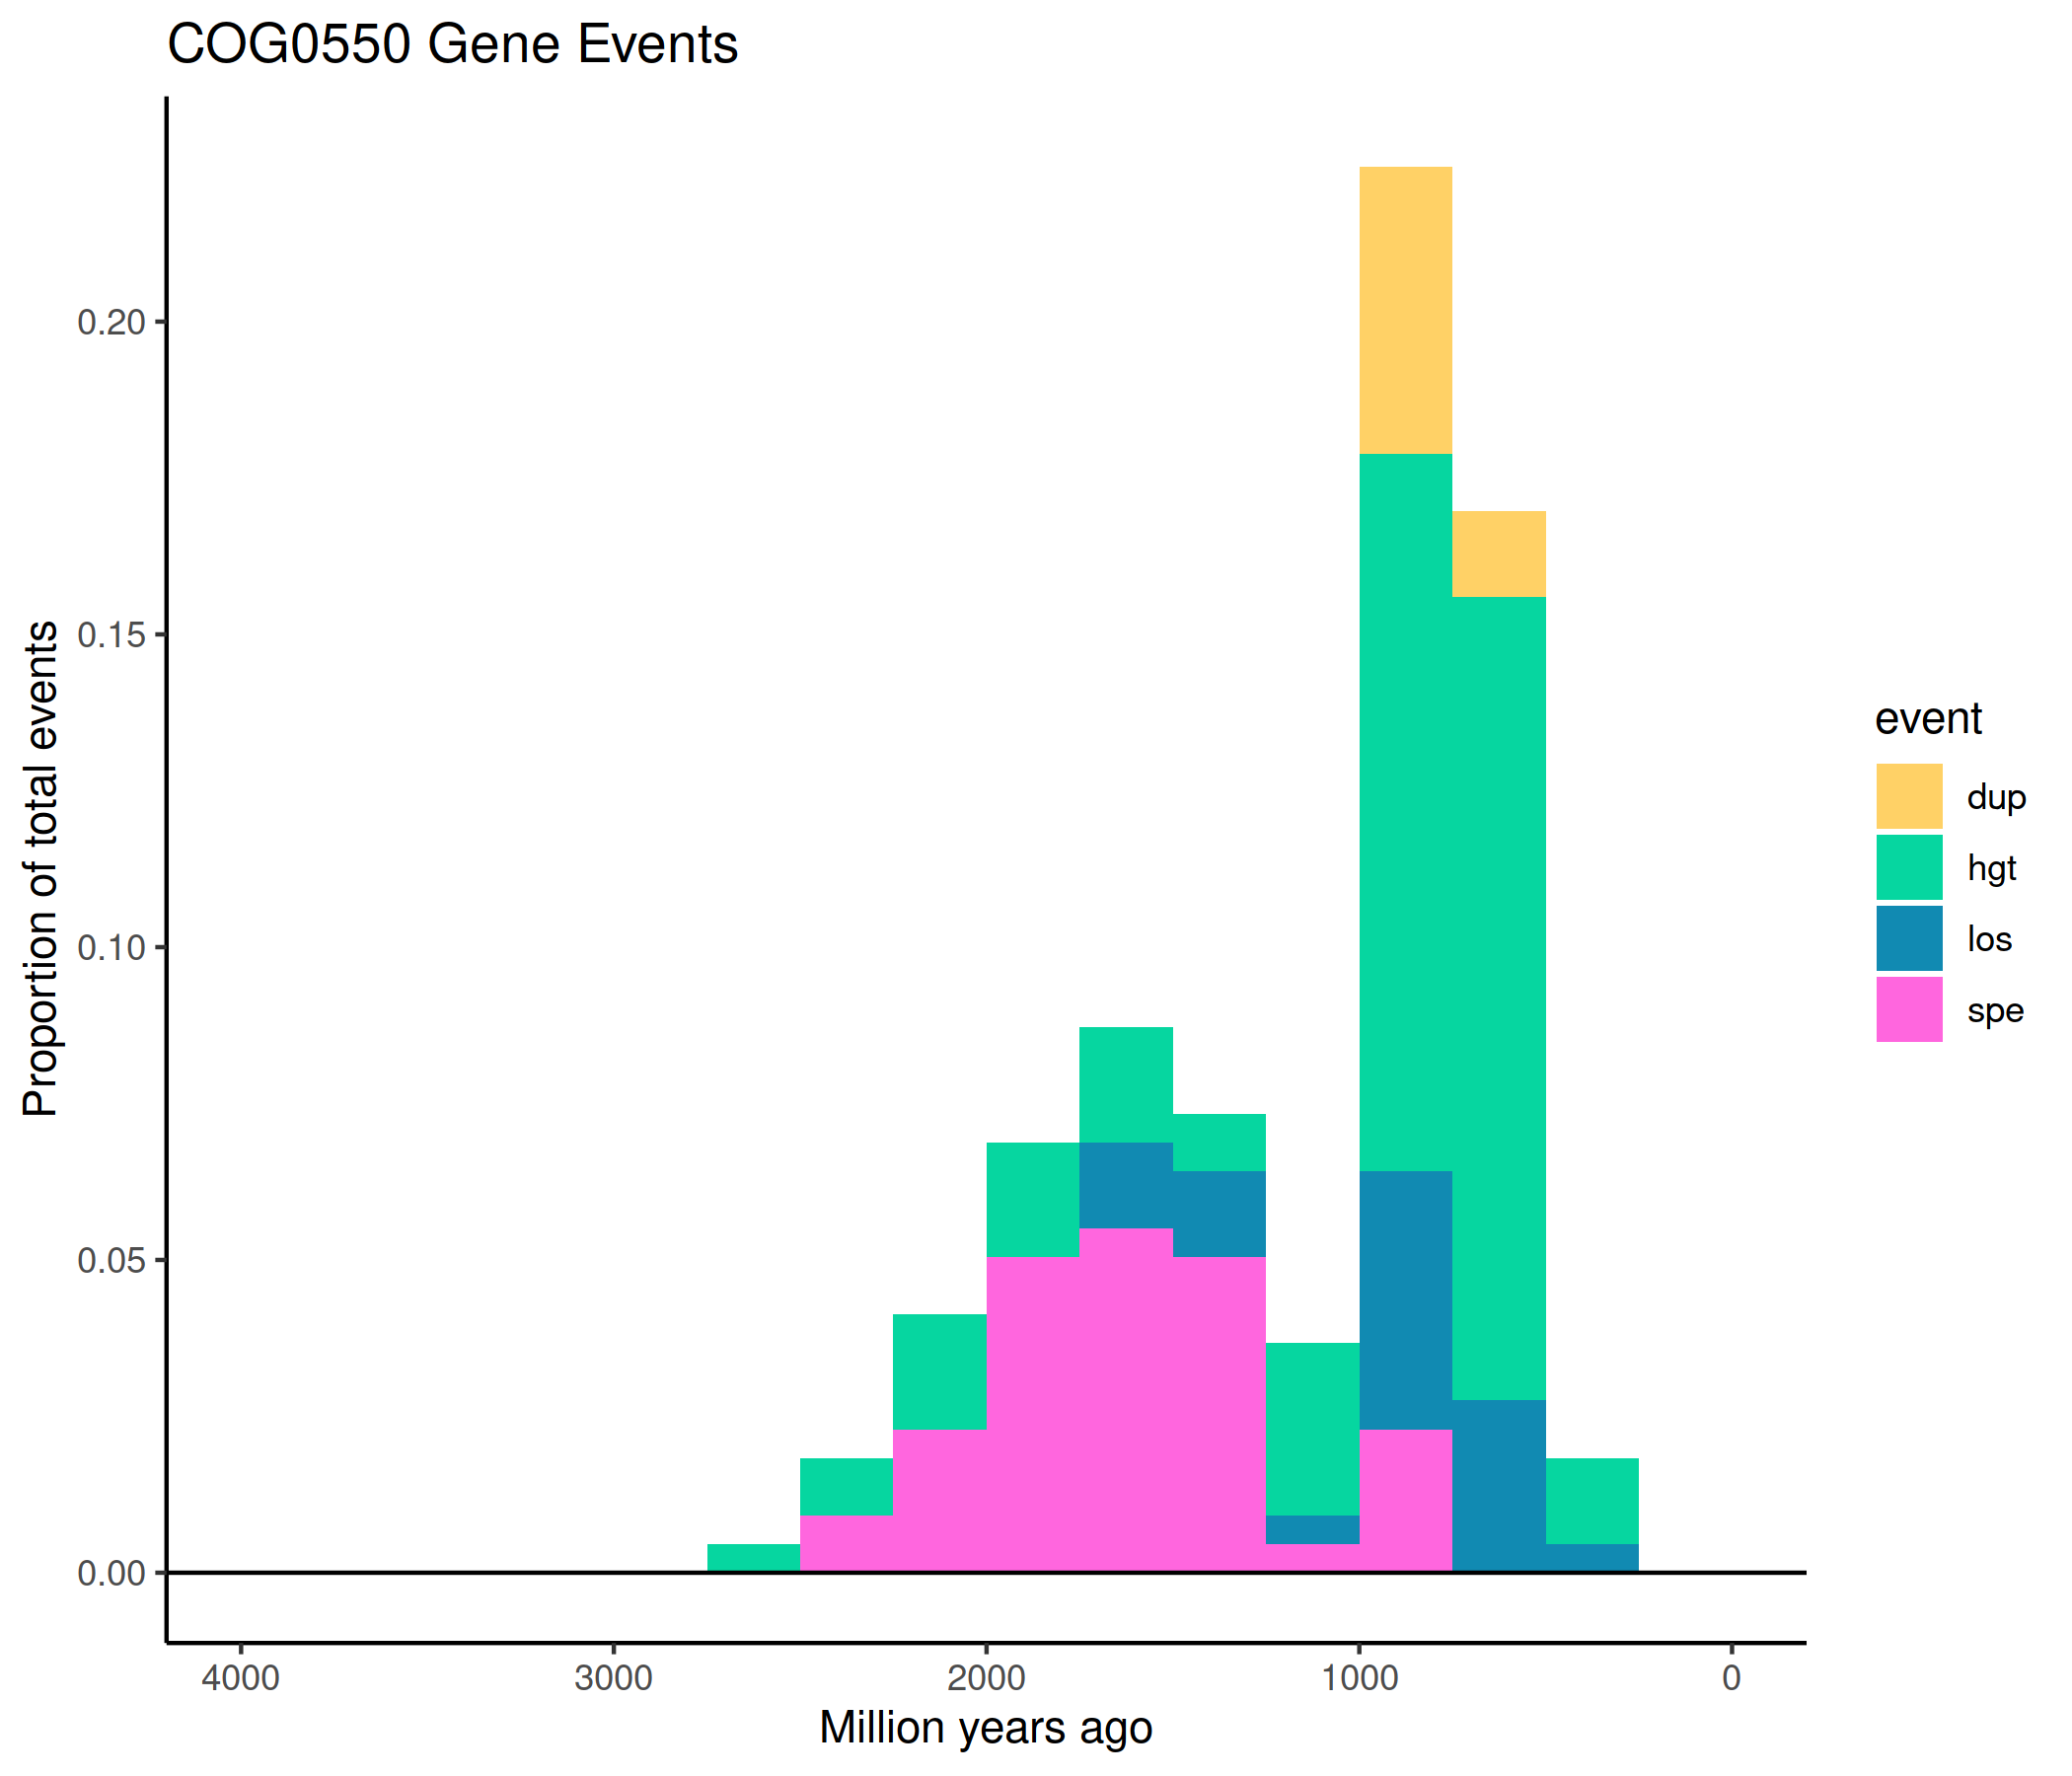 COG0550 Gene Events
Proportion of total events
0.20
0.15
0.10
0.05
0.00
4000 3000 2000 1000 0
Million years ago
event
dup
hgt
los
spe